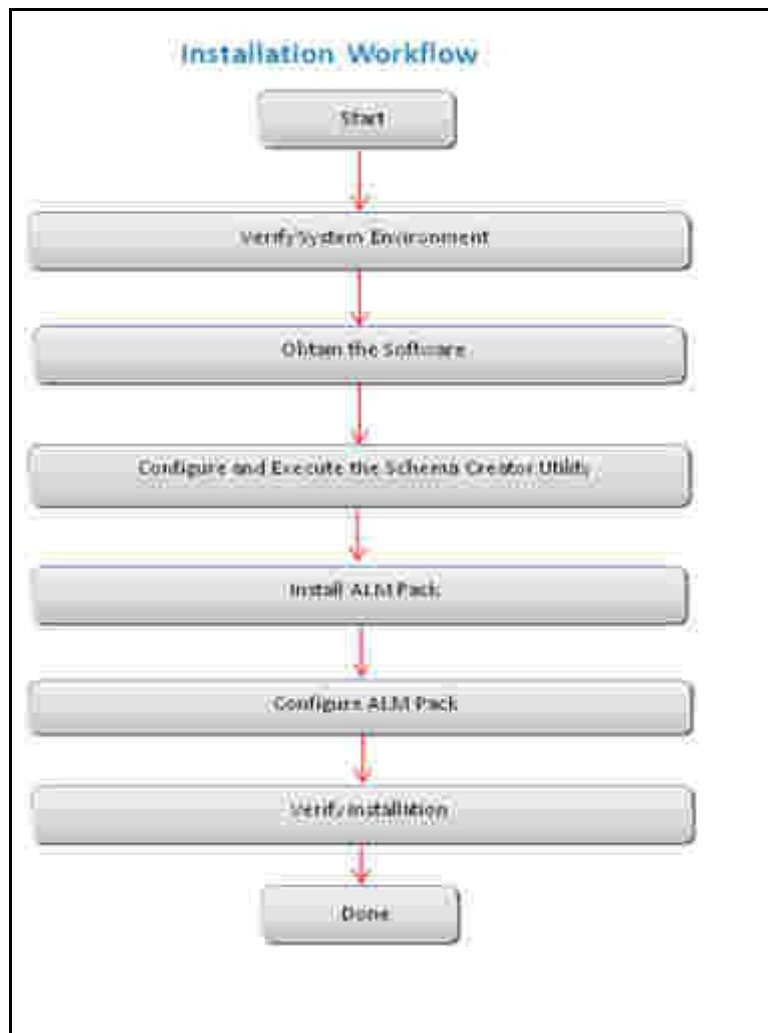 Installation Workflow
Start
Verify System Environment
Obtain the Software
Configure and Execute the Schema Creator Utility
Install ALM Pack
Configure ALM Pack
Verify Installation
Done